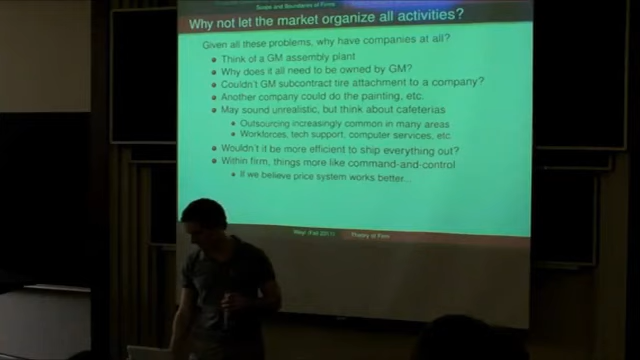 Scope and Boundaries of Firms
Why not let the market organize all activities?
Given all these problems, why have companies at all?
Think of a GM assembly plant
Why does it all need to be owned by GM?
Couldn't GM subcontract tire attachment to a company?
Another company could do the painting, etc.
May sound unrealistic, but think about cafeterias
Outsourcing increasingly common in many areas
Workforces, tech support, computer services, etc
Wouldn't it be more efficient to ship everything out?
Within firm, things more like command-and-control
If we believe price system works better...
(Fall 2011) Theory of Firm